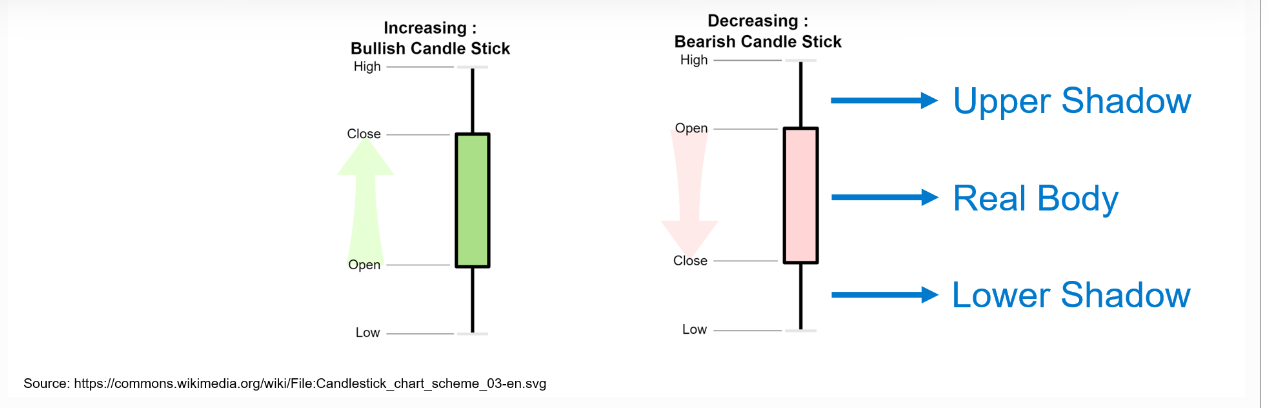 Increasing :
Bullish Candle Stick
High
Close
Open
Low
Decreasing :
Bearish Candle Stick
High
Open
Close
Low
Upper Shadow
Real Body
Lower Shadow
Source: https://commons.wikimedia.org/wiki/File:Candlestick_chart_scheme_03-en.svg